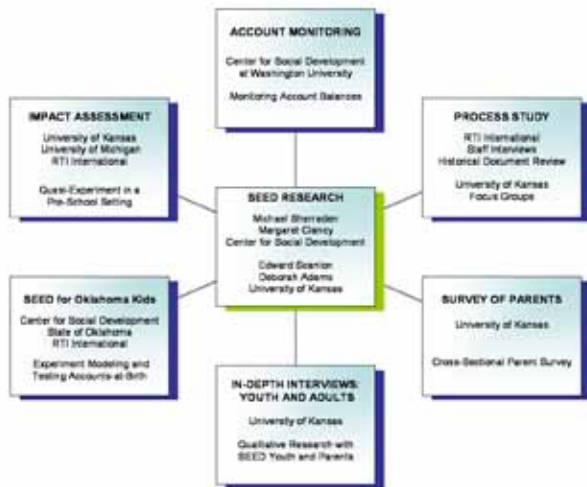 ACCOUNT MONITORING
Center for Social Development
at Washington University
Monitoring Account Balances
IMPACT ASSESSMENT
University of Kansas
University of Michigan
RTI International
Quasi-Experiment in a
Pre-School Setting
PROCESS STUDY
RTI International
Staff Interviews
Historical Document Review
University of Kansas
Focus Groups
SEED RESEARCH
Michael Sherraden
Margaret Clancy
Center for Social Development
Edward Scanlon
Deborah Adams
University of Kansas
SEED for Oklahoma Kids
Center for Social Development
State of Oklahoma
RTI International
Experiment Modeling and
Testing Accounts-at-Birth
SURVEY OF PARENTS
University of Kansas
Cross-Sectional Parent Survey
IN-DEPTH INTERVIEWS:
YOUTH AND ADULTS
University of Kansas
Qualitative Research with
SEED Youth and Parents